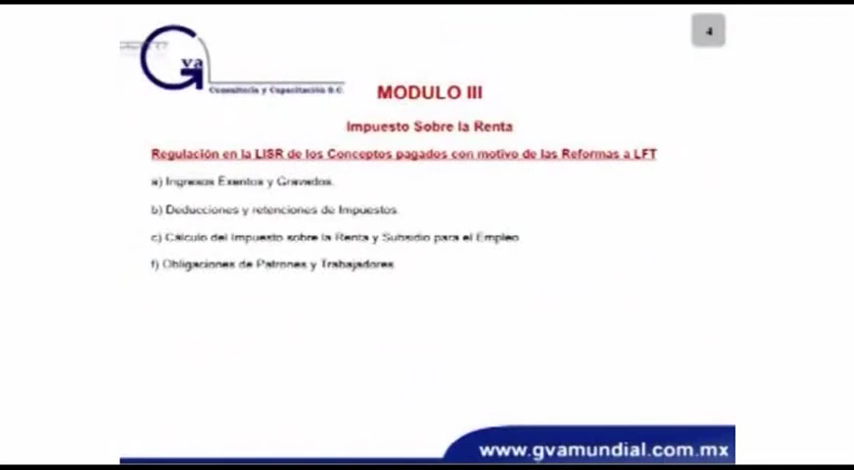 4
Gva
Consultoría y Capacitación S.C.
MODULO III
Impuesto Sobre la Renta
Regulación en la LISR de los Conceptos pagados con motivo de las Reformas a LFT
a) Ingresos Exentos y Gravados.
b) Deducciones y retenciones de Impuestos.
c) Cálculo del Impuesto sobre la Renta y Subsidio para el Empleo
f) Obligaciones de Patrones y Trabajadores
www.gvamundial.com.mx